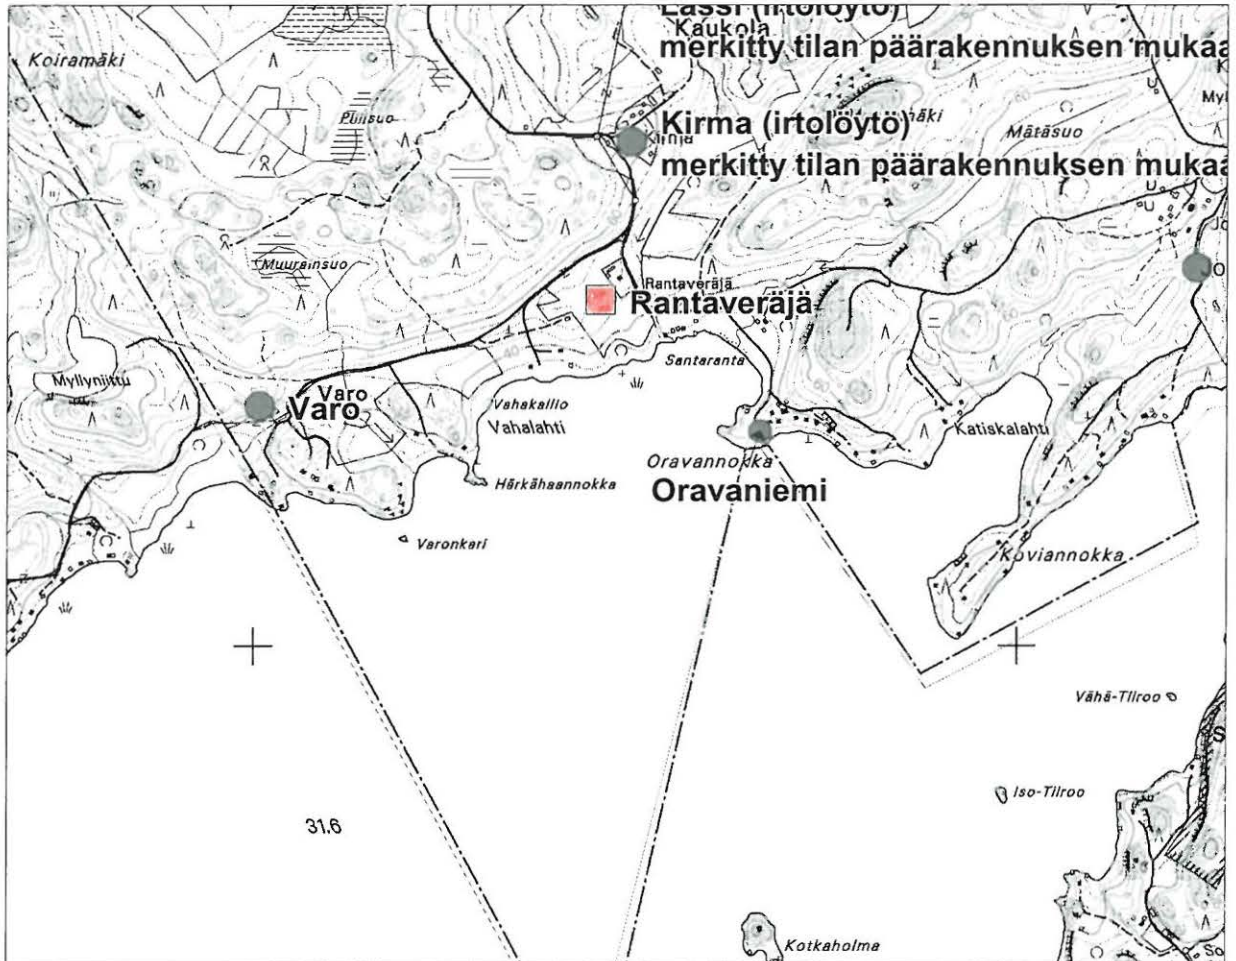 Lassi (irtolöytö)
Kaukola
merkitty tilan päärakennuksen mukaa
Koiramäki
Kirma (irtolöytö)
Mätäsuo
merkitty tilan päärakennuksen mukaa
Muurainsuo
Rantaveräjä
Rantaveräjä
Santaranta
Myllyniittu
Varo
Varo
Vahakallio
Vahalahti
Katiskalahti
Oravannokka
Härkähaannokka
Oravaniemi
Varonkari
Koviannokka
Vähä-Tiiroo
Iso-Tiiroo
31.6
Kotkaholma